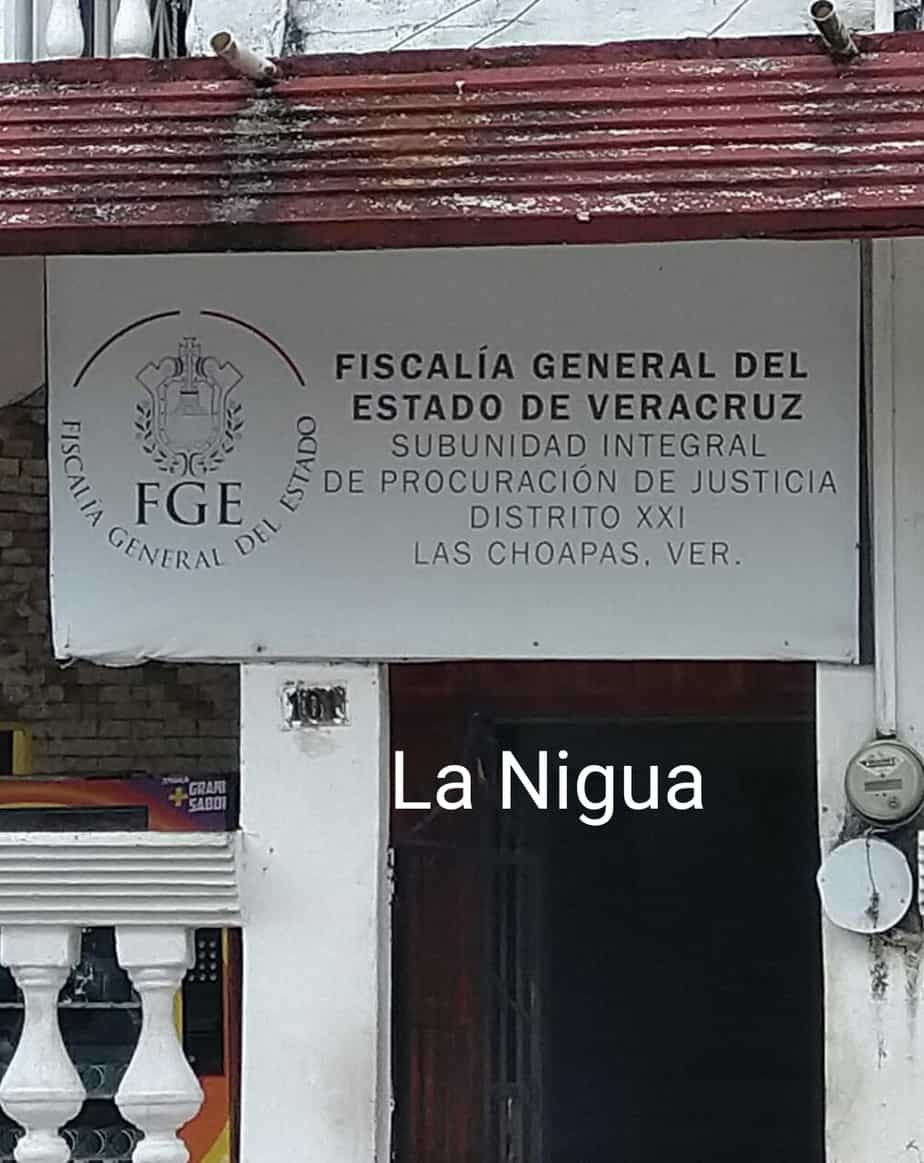 FISCALÍA GENERAL DEL
ESTADO DE VERACRUZ
SUBUNIDAD INTEGRAL
DE PROCURACIÓN DE JUSTICIA
DISTRITO XXI
LAS CHOAPAS, VER.
FGE
FISCALÍA GENERAL DEL ESTADO
La Nigua